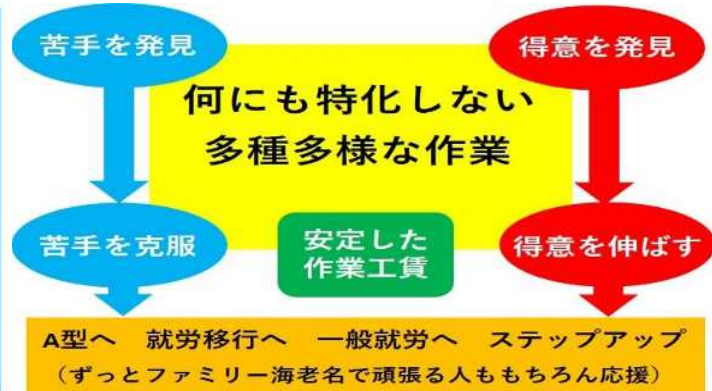 苦手を発見
得意を発見
何にも特化しない
多種多様な作業
苦手を克服
安定した
作業工賃
得意を伸ばす
A型へ　就労移行へ　一般就労へ　ステップアップ
（ずっとファミリー海老名で頑張る人ももちろん応援）